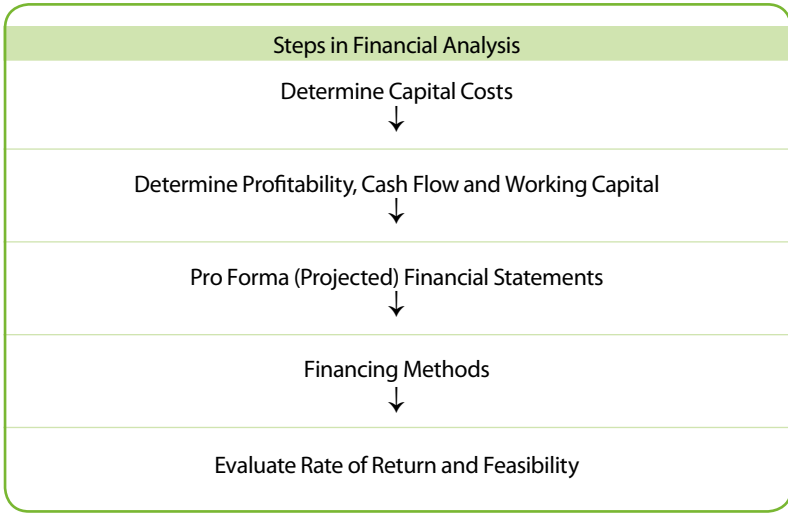 Steps in Financial Analysis
Determine Capital Costs
↓
Determine Profitability, Cash Flow and Working Capital
↓
Pro Forma (Projected) Financial Statements
↓
Financing Methods
↓
Evaluate Rate of Return and Feasibility